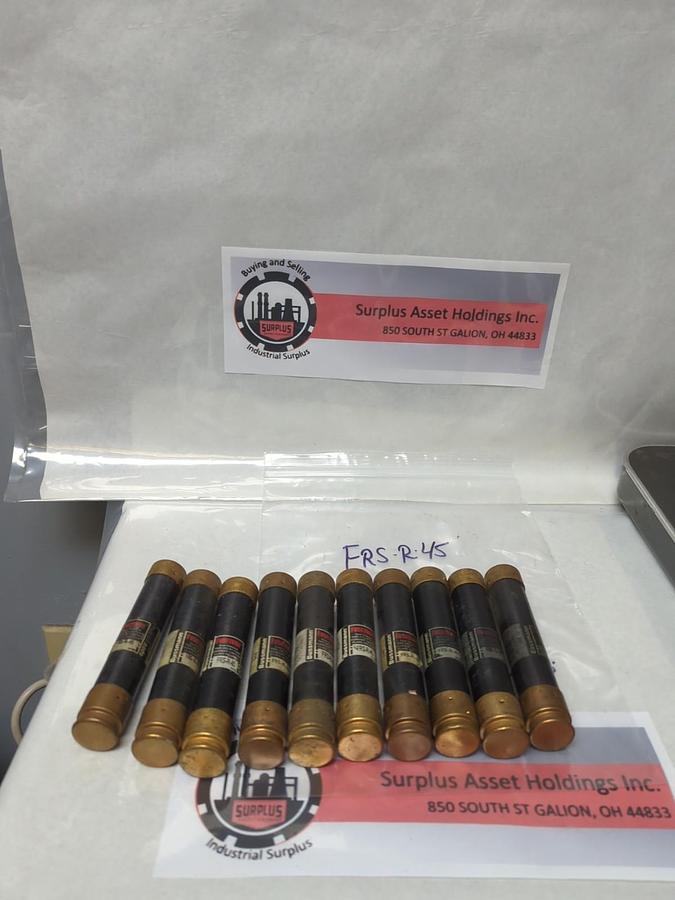 Buying and Selling
SURPLUS
Industrial Surplus
Surplus Asset Holdings Inc.
850 SOUTH ST GALION, OH 44833
FRS-R-45
Surplus Asset Holdings Inc.
850 SOUTH ST GALION, OH 44833
SURPLUS
Industrial Surplus